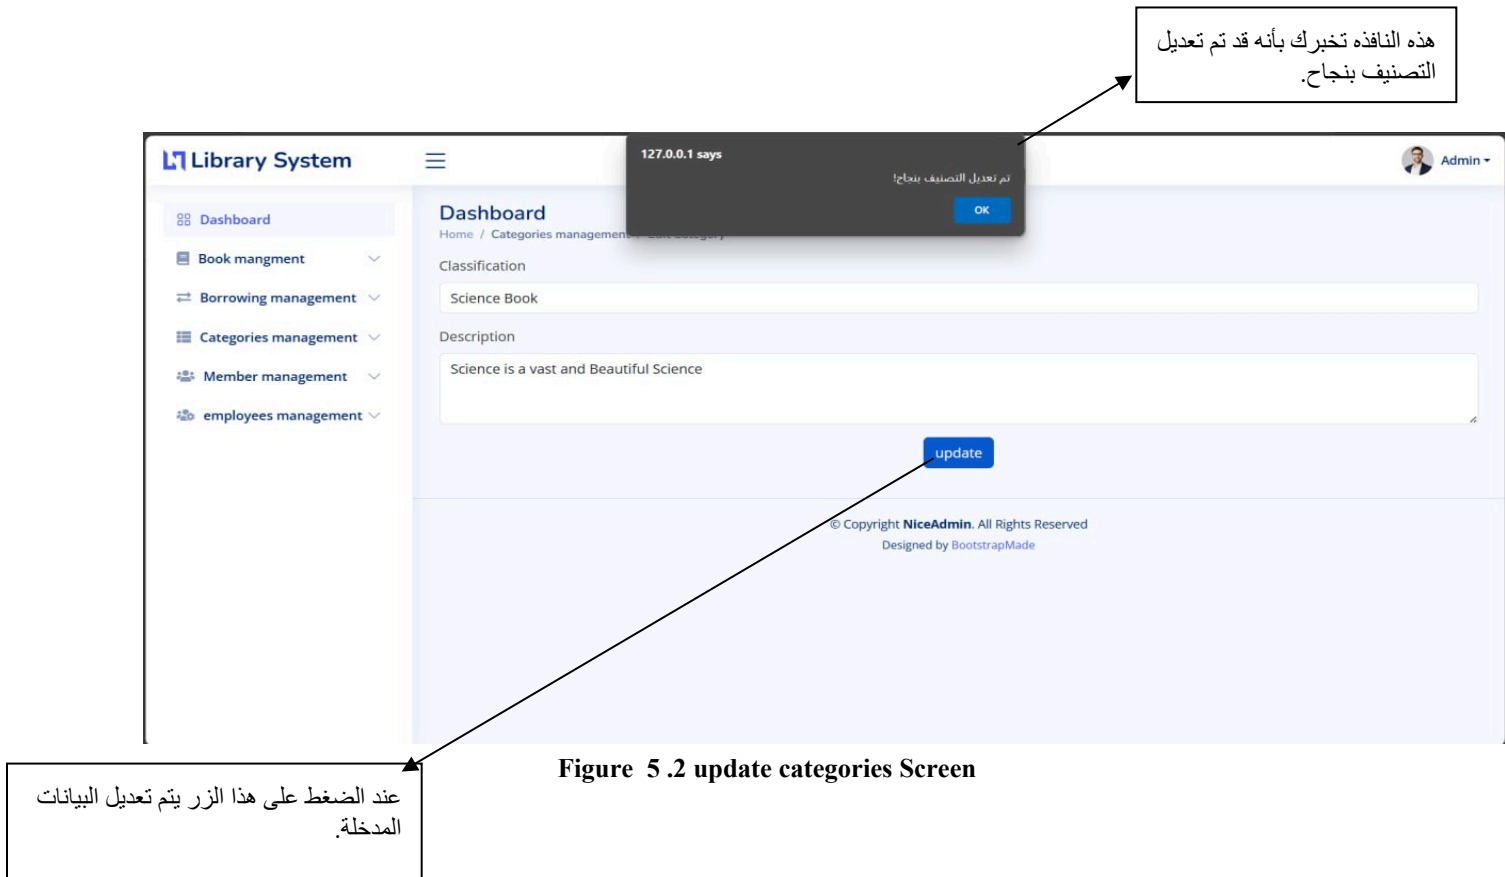 هذه النافذه تخبرك بأنه قد تم تعديل
التصنيف بنجاح.
Library System
127.0.0.1 says
تم تعديل التصنيف بنجاح!
OK
Admin
Dashboard
Book mangment
Borrowing management
Categories management
Member management
employees management
Dashboard
Home / Categories management / Edit Category
Classification
Science Book
Description
Science is a vast and Beautiful Science
update
© Copyright NiceAdmin. All Rights Reserved
Designed by BootstrapMade
Figure 5 .2 update categories Screen
عند الضغط على هذا الزر يتم تعديل البيانات
المدخلة.